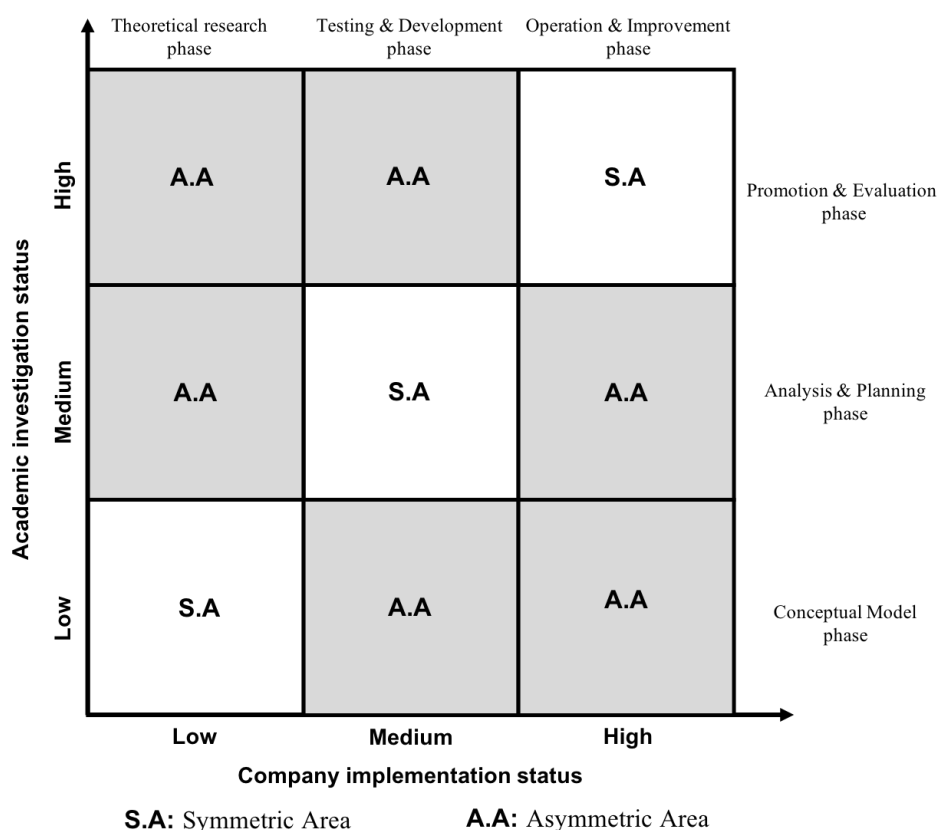 Theoretical research
phase
Testing & Development
phase
Operation & Improvement
phase
Academic investigation status
High
A.A
A.A
S.A
Promotion & Evaluation
phase
Medium
A.A
S.A
A.A
Analysis & Planning
phase
Low
S.A
A.A
A.A
Conceptual Model
phase
Low
Medium
High
Company implementation status
S.A: Symmetric Area
A.A: Asymmetric Area